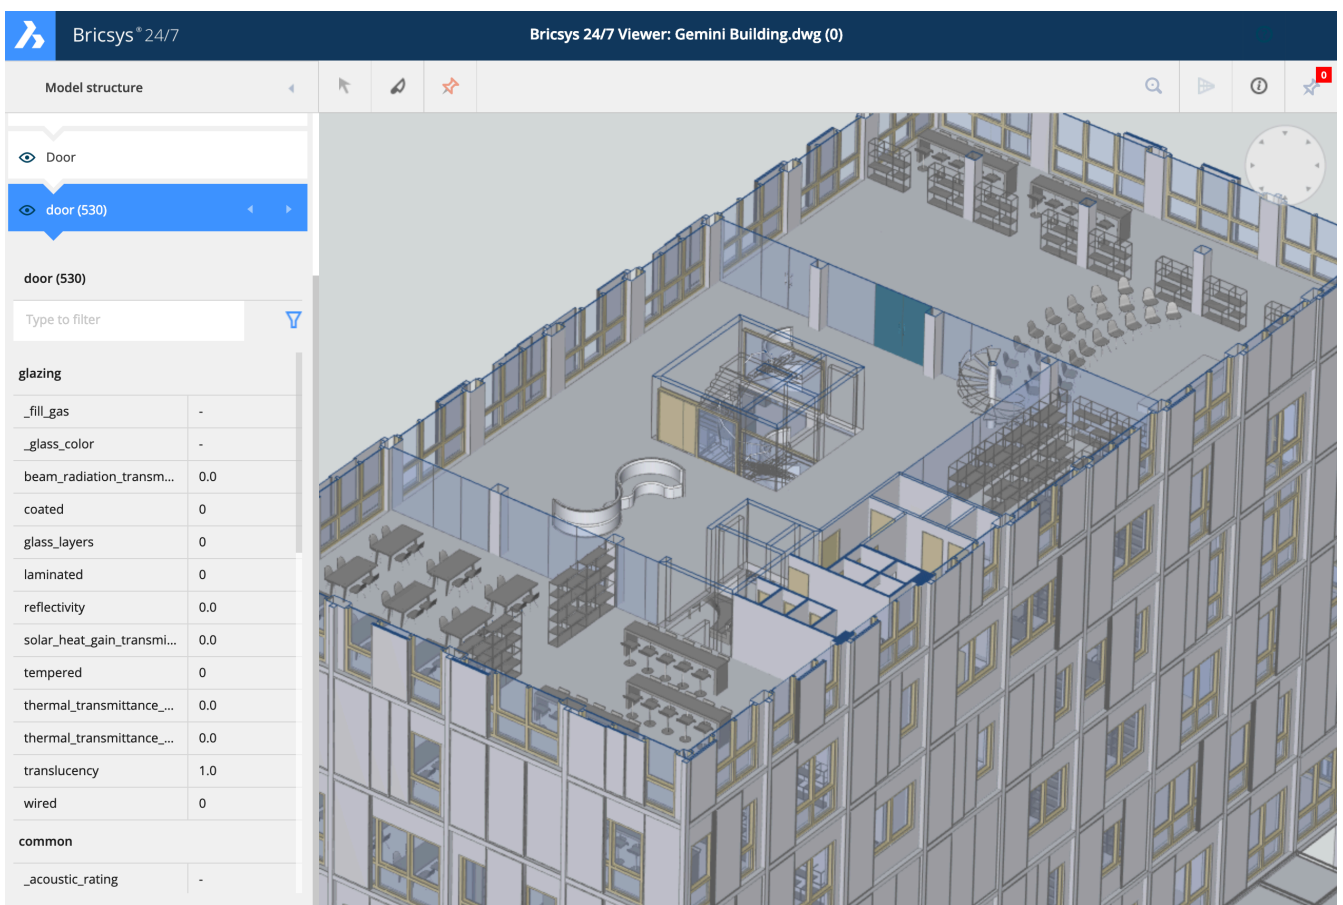 Bricsys® 24/7
Bricsys 24/7 Viewer: Gemini Building.dwg (0)
Model structure
0
Door
door (530)
door (530)
Type to filter
glazing
_fill_gas -
_glass_color -
beam_radiation_transm... 0.0
coated 0
glass_layers 0
laminated 0
reflectivity 0.0
solar_heat_gain_transmi... 0.0
tempered 0
thermal_transmittance_... 0.0
thermal_transmittance_... 0.0
translucency 1.0
wired 0
common
_acoustic_rating -